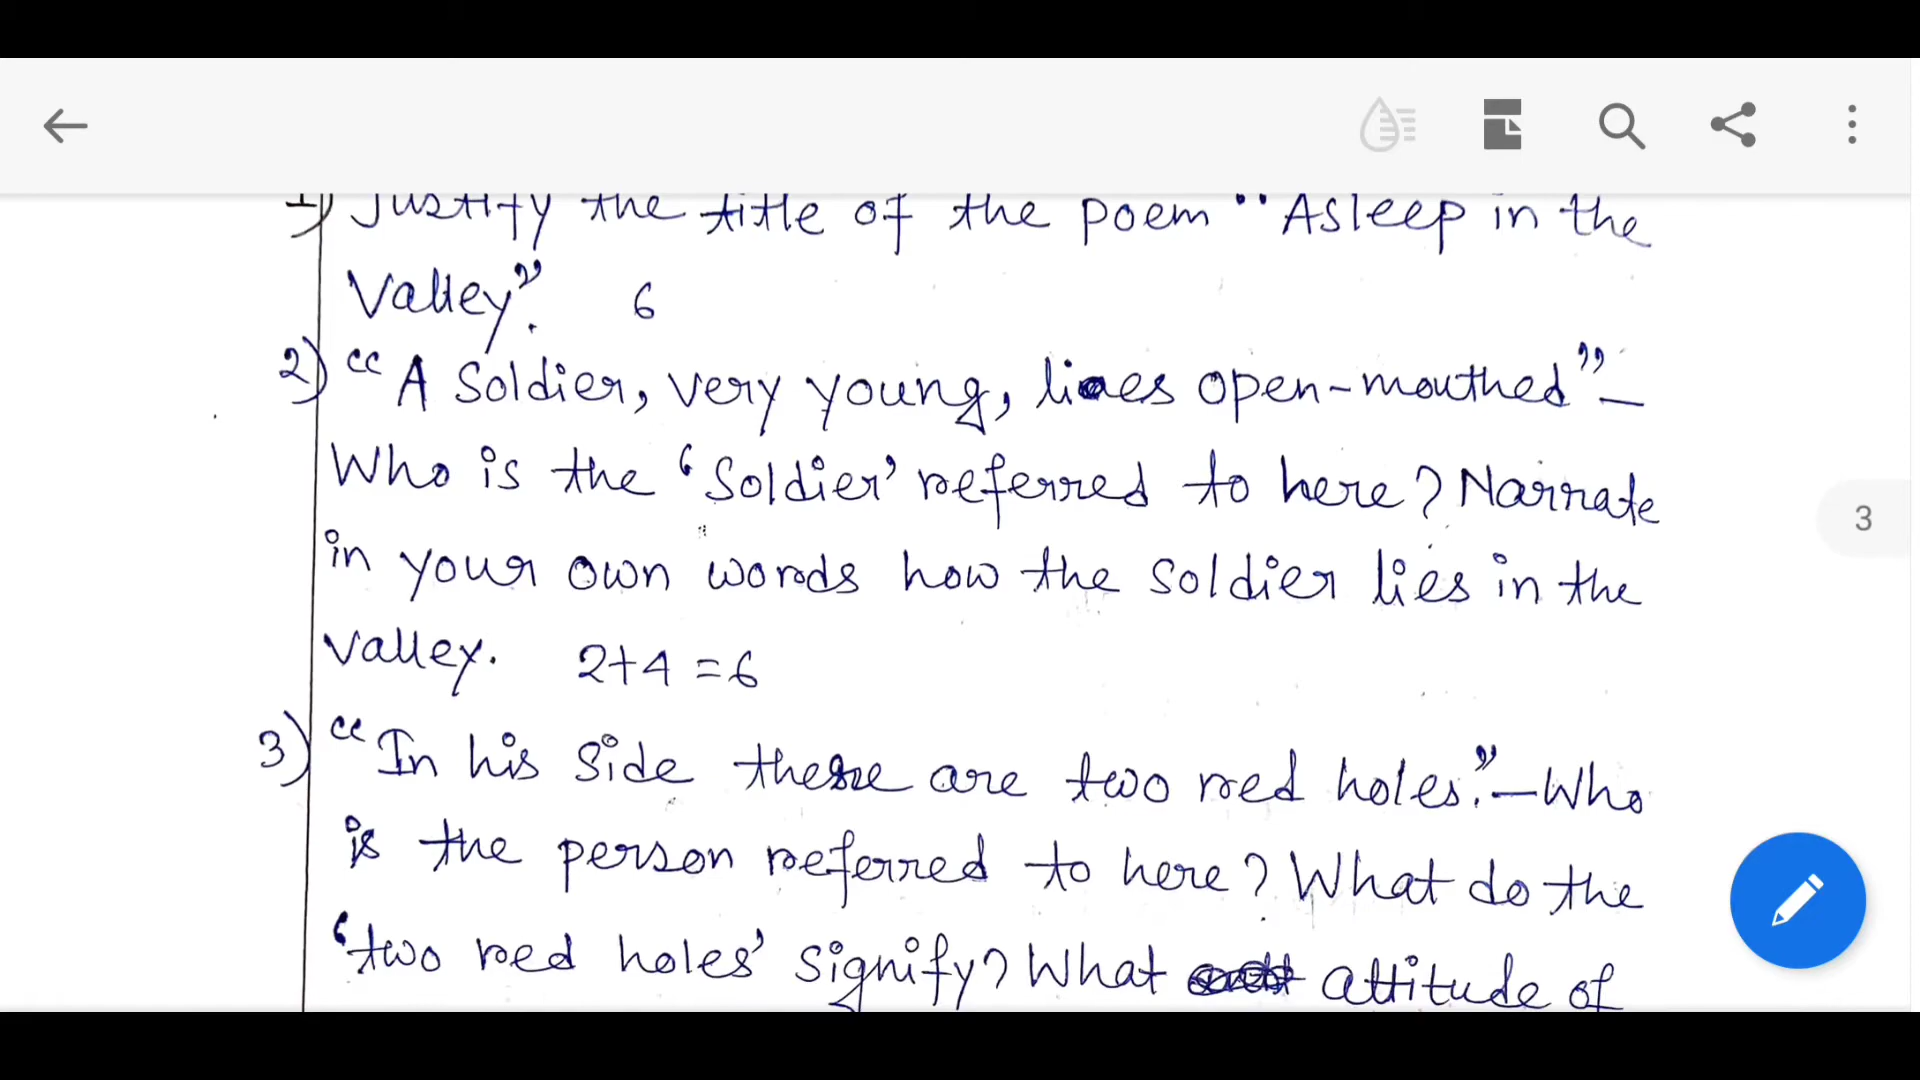 1) Justify the title of the poem "Asleep in the
Valley". 6
2) "A Soldier, very young, lies open-mouthed" –
Who is the 'Soldier' referred to here? Narrate
in your own words how the soldier lies in the
valley. 2+4=6
3) "In his side there are two red holes." – Who
is the person referred to here? What do the
3
'two red holes' signify? What attitude of